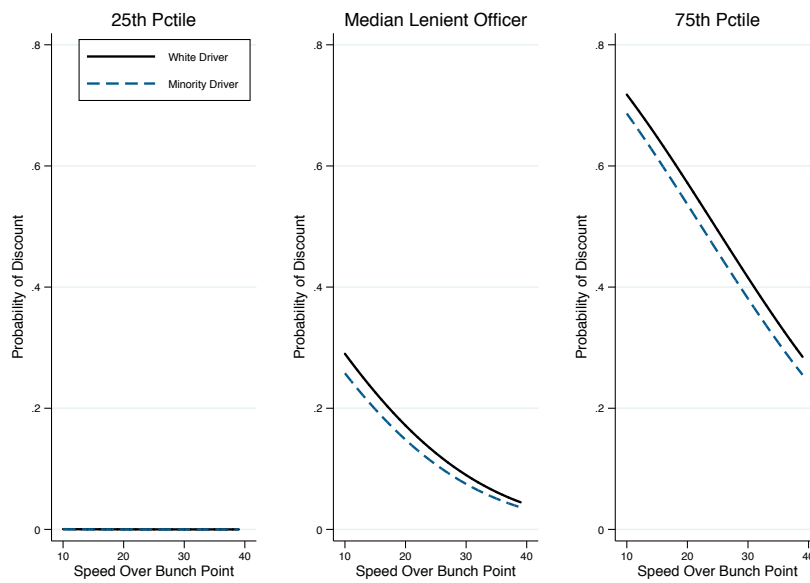 25th Pctile
White Driver
Minority Driver
Probability of Discount
.8
.6
.4
.2
0
10 20 30 40
Speed Over Bunch Point
Median Lenient Officer
Probability of Discount
.8
.6
.4
.2
0
10 20 30 40
Speed Over Bunch Point
75th Pctile
Probability of Discount
.8
.6
.4
.2
0
10 20 30 40
Speed Over Bunch Point